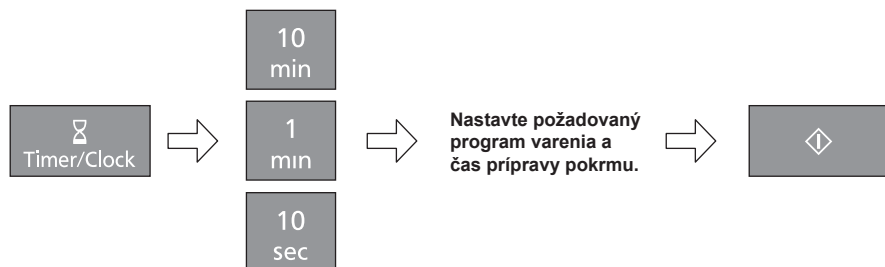 Timer/Clock
10
min
1
min
10
sec
Nastavte požadovaný
program varenia a
čas prípravy pokrmu.